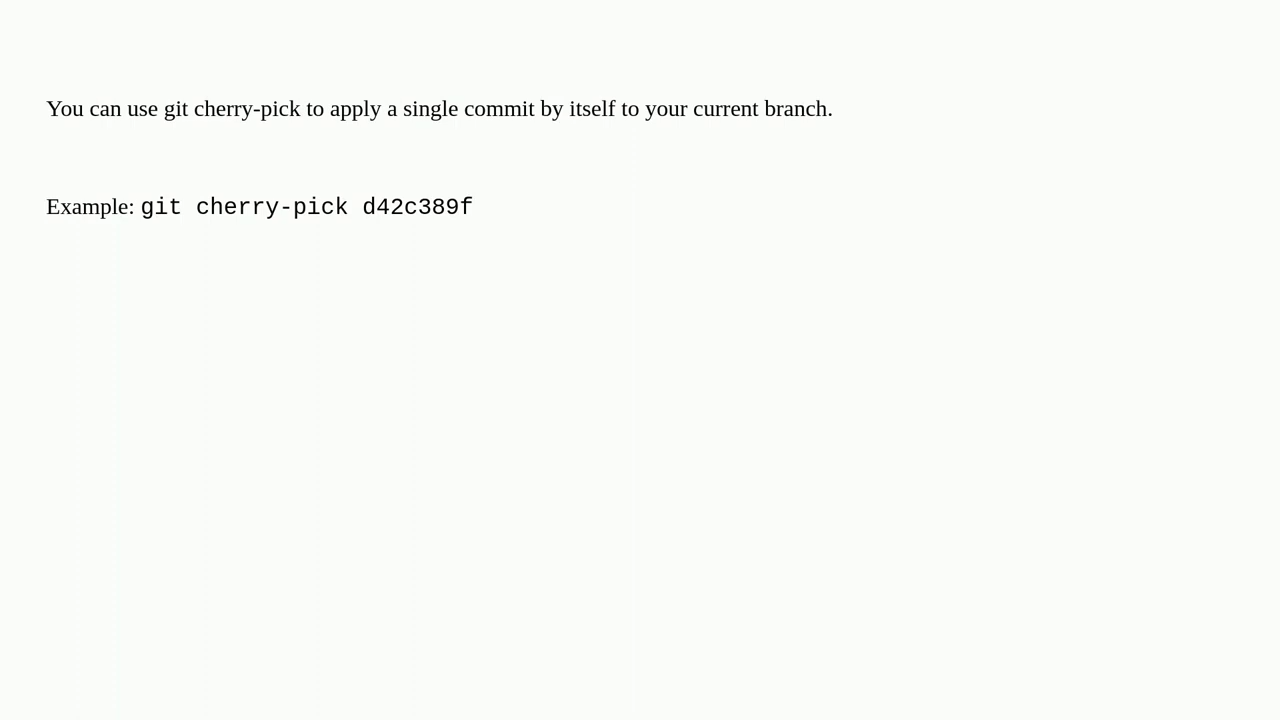 You can use git cherry-pick to apply a single commit by itself to your current branch.
Example: git cherry-pick d42c389f